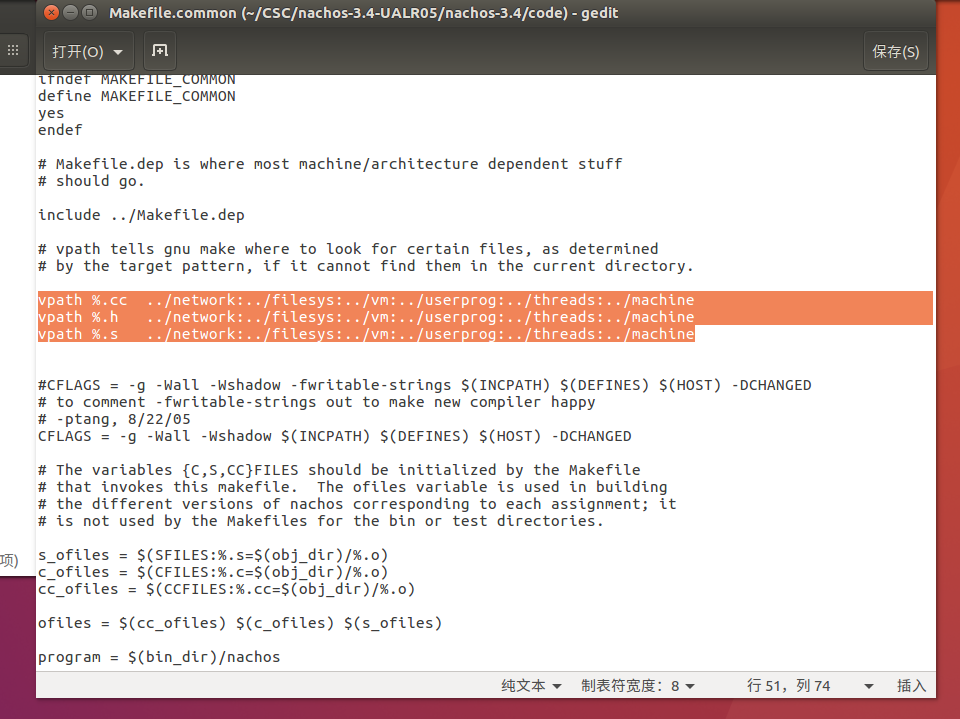 Makefile.common (~/CSC/nachos-3.4-UALR05/nachos-3.4/code) - gedit
打开(O)
保存(S)
ifndef MAKEFILE_COMMON
define MAKEFILE_COMMON
yes
endef
# Makefile.dep is where most machine/architecture dependent stuff
# should go.
include ../Makefile.dep
# vpath tells gnu make where to look for certain files, as determined
# by the target pattern, if it cannot find them in the current directory.
vpath %.cc  ../network:../filesys:../vm:../userprog:../threads:../machine
vpath %.h   ../network:../filesys:../vm:../userprog:../threads:../machine
vpath %.s   ../network:../filesys:../vm:../userprog:../threads:../machine
#CFLAGS = -g -Wall -Wshadow -fwritable-strings $(INCPATH) $(DEFINES) $(HOST) -DCHANGED
# to comment -fwritable-strings out to make new compiler happy
# -ptang, 8/22/05
CFLAGS = -g -Wall -Wshadow $(INCPATH) $(DEFINES) $(HOST) -DCHANGED
# The variables {C,S,CC}FILES should be initialized by the Makefile
# that invokes this makefile.  The ofiles variable is used in building
# the different versions of nachos corresponding to each assignment; it
# is not used by the Makefiles for the bin or test directories.
项)
s_ofiles = $(SFILES:%.s=$(obj_dir)/%.o)
c_ofiles = $(CFILES:%.c=$(obj_dir)/%.o)
cc_ofiles = $(CCFILES:%.cc=$(obj_dir)/%.o)
ofiles = $(cc_ofiles) $(c_ofiles) $(s_ofiles)
program = $(bin_dir)/nachos
纯文本 制表符宽度：8 行 51，列 74 插入